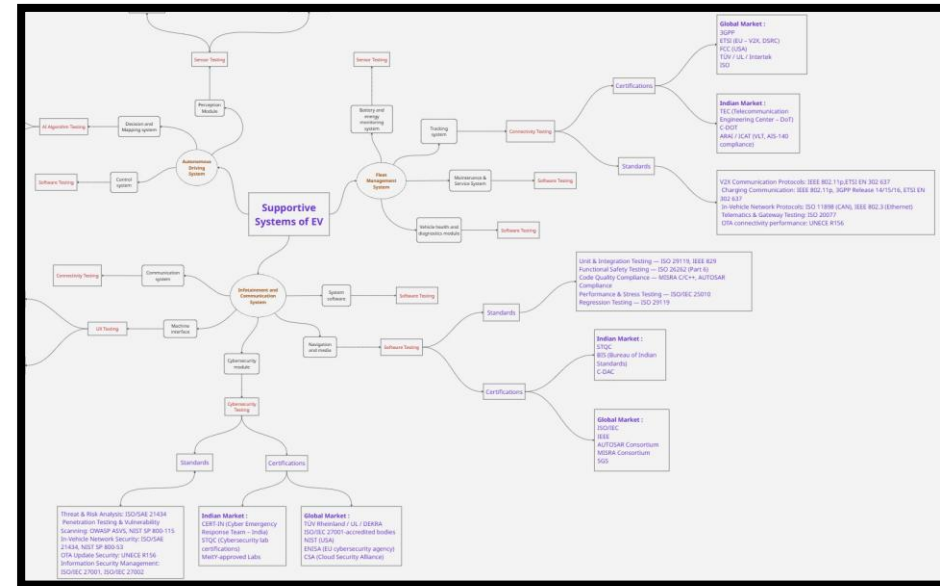 Global Market :
3GPP
ETSI (EU – V2X, DSRC)
FCC (USA)
TÜV / UL / Intertek
ISO
Sensor Testing
Sensor Testing
Certifications
Perception
Module
Battery and
energy
monitoring
system
Indian Market :
TEC (Telecommunication
Engineering Center – DoT)
C-DOT
ARAI / ICAT (VLT, AIS-140
compliance)
AI Algorithm Testing
Decision and
Mapping system
Tracking
system
Connectivity Testing
Autonomous
Driving
System
Standards
Software Testing
Control
system
Fleet
Management
System
Maintenance &
Service System
Software Testing
V2X Communication Protocols: IEEE 802.11p,ETSI EN 302 637
Charging Communication: IEEE 802.11p, 3GPP Release 14/15/16, ETSI EN
302 637
In-Vehicle Network Protocols: ISO 11898 (CAN), IEEE 802.3 (Ethernet)
Telematics & Gateway Testing: ISO 20077
OTA connectivity performance: UNECE R156
Supportive
Systems of EV
Vehicle health and
diagnostics module
Software Testing
Connectivity Testing
Communication
system
Infotainment and
Communication
System
System
software
Software Testing
Unit & Integration Testing — ISO 29119, IEEE 829
Functional Safety Testing — ISO 26262 (Part 6)
Code Quality Compliance — MISRA C/C++, AUTOSAR
Compliance
Performance & Stress Testing — ISO/IEC 25010
Regression Testing — ISO 29119
Standards
UX Testing
Machine
Interface
Navigation
and media
Software Testing
Indian Market :
STQC
BIS (Bureau of Indian
Standards)
C-DAC
Cybersecurity
module
Certifications
Cybersecurity
Testing
Global Market :
ISO/IEC
IEEE
AUTOSAR Consortium
MISRA Consortium
SGS
Standards
Certifications
Threat & Risk Analysis: ISO/SAE 21434
Penetration Testing & Vulnerability
Scanning: OWASP ASVS, NIST SP 800-115
In-Vehicle Network Security: ISO/SAE
21434, NIST SP 800-53
OTA Update Security: UNECE R156
Information Security Management:
ISO/IEC 27001, ISO/IEC 27002
Indian Market :
CERT-IN (Cyber Emergency
Response Team – India)
STQC (Cybersecurity lab
certifications)
MeitY-approved Labs
Global Market :
TÜV Rheinland / UL / DEKRA
ISO/IEC 27001-accredited bodies
NIST (USA)
ENISA (EU cybersecurity agency)
CSA (Cloud Security Alliance)